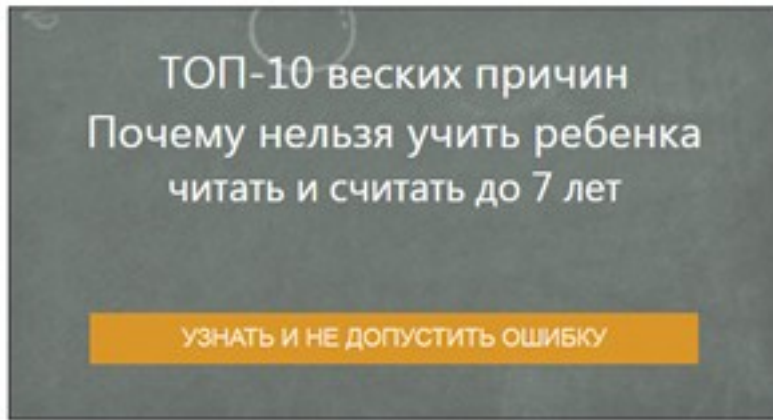 ТОП-10 веских причин
Почему нельзя учить ребенка
читать и считать до 7 лет
УЗНАТЬ И НЕ ДОПУСТИТЬ ОШИБКУ